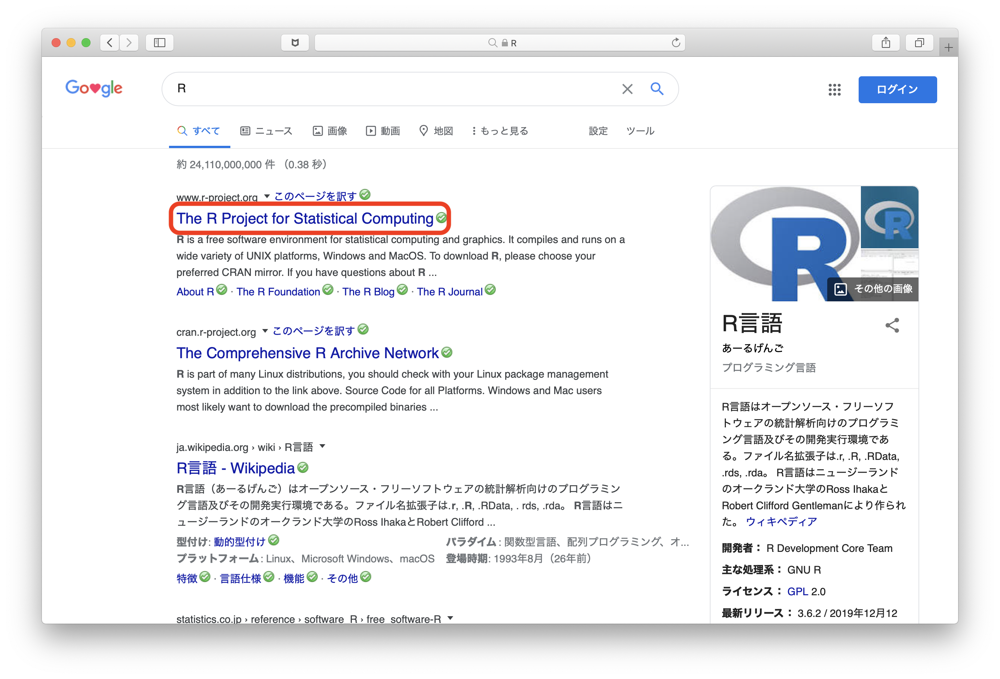 R
Google
R
ログイン
すべて ニュース 画像 動画 地図 もっと見る 設定 ツール
約 24,110,000,000 件 （0.38 秒）
www.r-project.org このページを訳す
The R Project for Statistical Computing
R is a free software environment for statistical computing and graphics. It compiles and runs on a
wide variety of UNIX platforms, Windows and MacOS. To download R, please choose your
preferred CRAN mirror. If you have questions about R ...
About R · The R Foundation · The R Blog · The R Journal
cran.r-project.org このページを訳す
The Comprehensive R Archive Network
R is part of many Linux distributions, you should check with your Linux package management
system in addition to the link above. Source Code for all Platforms. Windows and Mac users
most likely want to download the precompiled binaries ...
ja.wikipedia.org › wiki › R言語
R言語 - Wikipedia
R言語（あーるげんご）はオープンソース・フリーソフトウェアの統計解析向けのプログラミン
グ言語及びその開発実行環境である。ファイル名拡張子は.r, .R, .RData, . rds, .rda。 R言語はニ
ュージーランドのオークランド大学のRoss IhakaとRobert Clifford ...
型付け: 動的型付け パラダイム: 関数型言語、配列プログラミング、オ...
プラットフォーム: Linux、Microsoft Windows、macOS 登場時期: 1993年8月（26年前）
特徴 · 言語仕様 · 機能 · その他
statistics.co.jp › reference › software_R › free_software-R
R
R
その他の画像
R言語
あーるげんご
プログラミング言語
R言語はオープンソース・フリーソフ
トウェアの統計解析向けのプログラミ
ング言語及びその開発実行環境であ
る。ファイル名拡張子は.r, .R, .RData,
.rds, .rda。 R言語はニュージーランド
のオークランド大学のRoss Ihakaと
Robert Clifford Gentlemanにより作られ
た。 ウィキペディア
開発者： R Development Core Team
主な処理系： GNU R
ライセンス： GPL 2.0
最新リリース： 3.6.2 / 2019年12月12